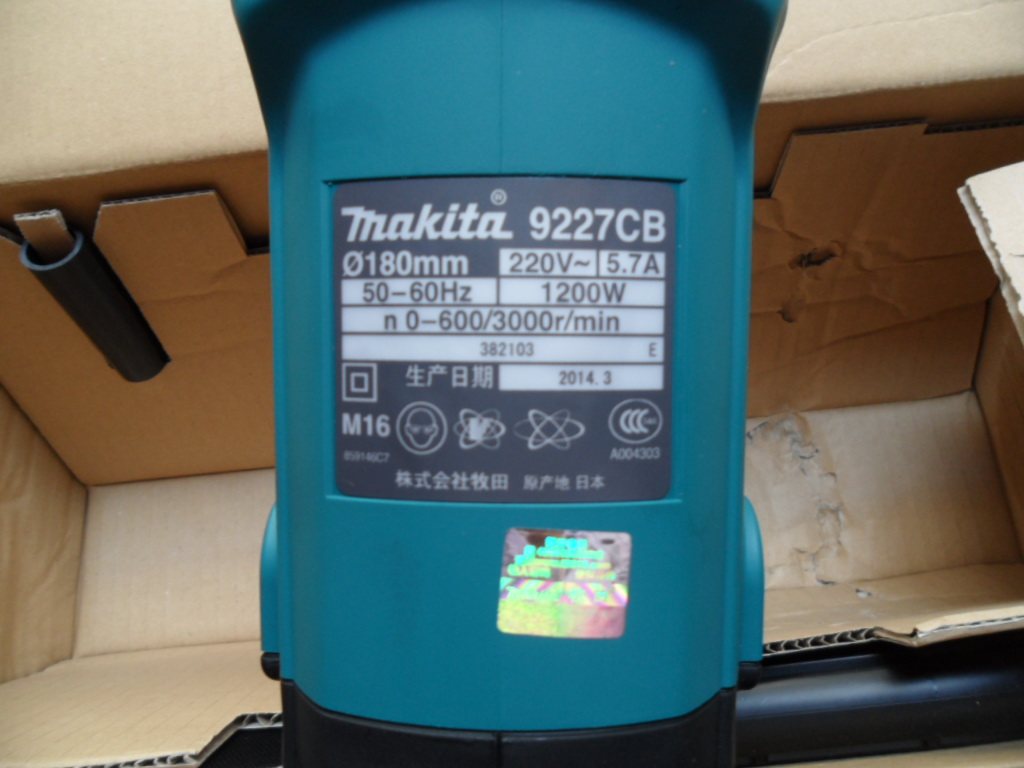 makita® 9227CB
Ø180mm 220V~ 5.7A
50-60Hz 1200W
n 0-600/3000r/min
382103 E
生产日期 2014.3
M16 CCC
859146C7 A004303
株式会社牧田 原产地 日本